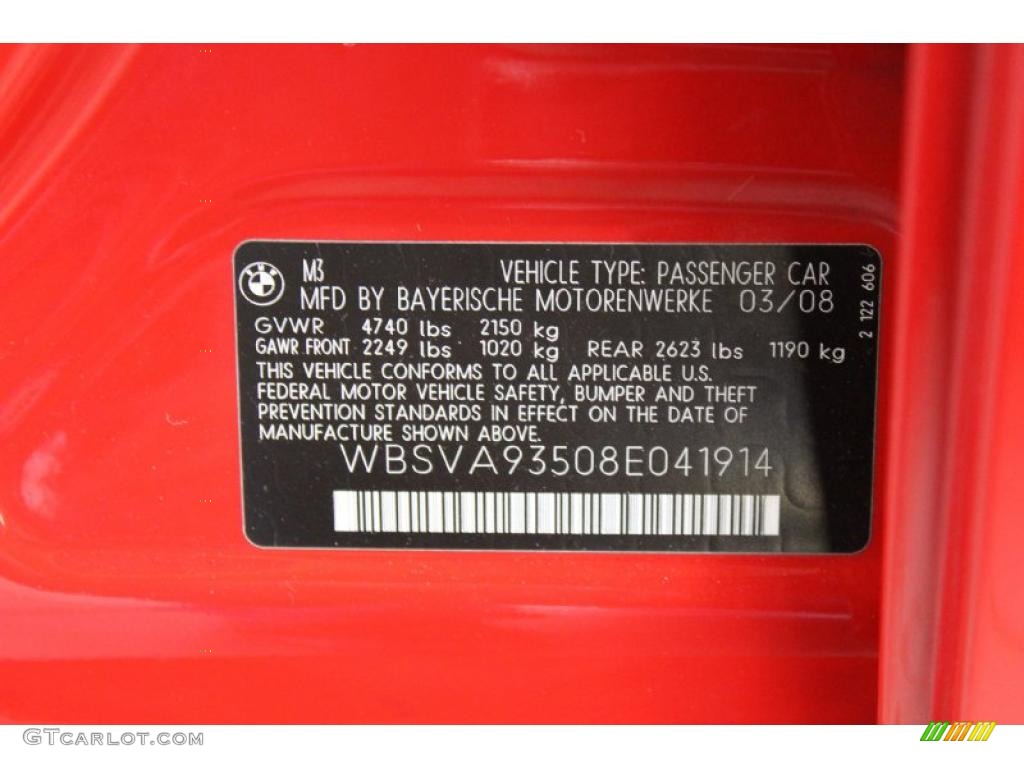 M3 VEHICLE TYPE: PASSENGER CAR
MFD BY BAYERISCHE MOTORENWERKE 03/08
GVWR 4740 lbs 2150 kg
GAWR FRONT 2249 lbs 1020 kg REAR 2623 lbs 1190 kg
THIS VEHICLE CONFORMS TO ALL APPLICABLE U.S.
FEDERAL MOTOR VEHICLE SAFETY, BUMPER AND THEFT
PREVENTION STANDARDS IN EFFECT ON THE DATE OF
MANUFACTURE SHOWN ABOVE.
WBSVA93508E041914
2 122 606
BMW
GTCARLOT.COM